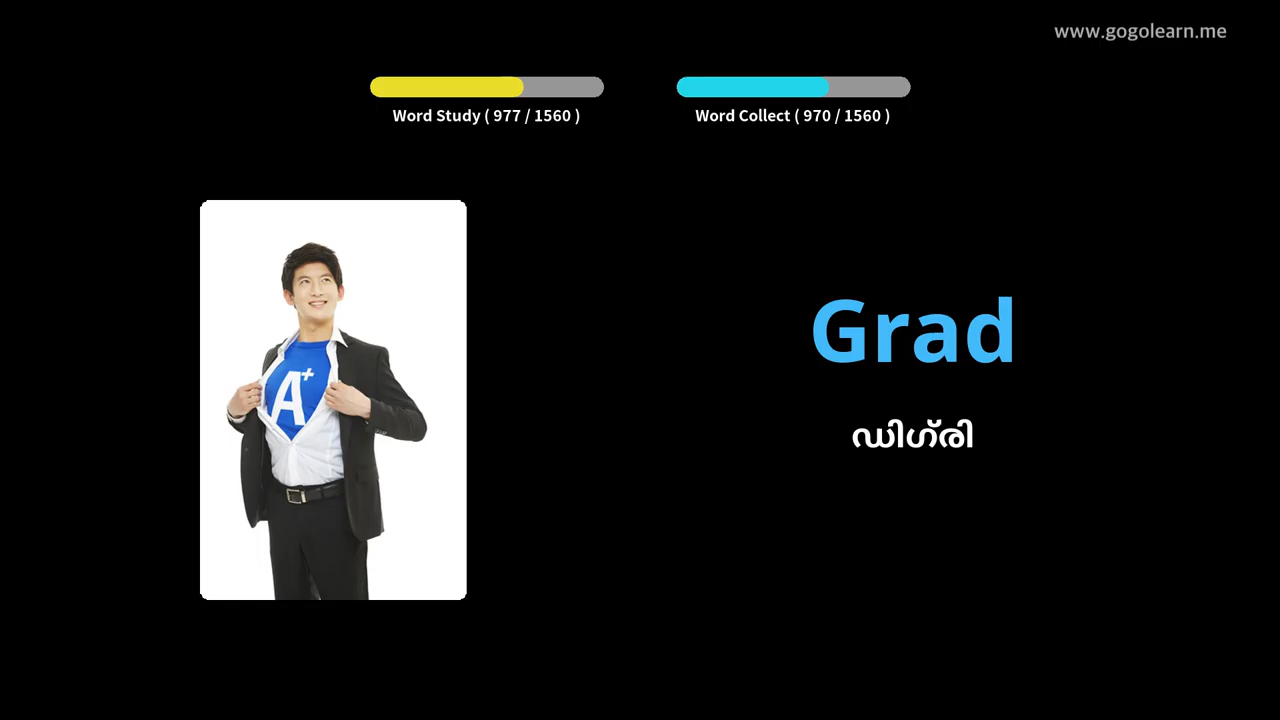 www.gogolearn.me
Word Study ( 977 / 1560 )
Word Collect ( 970 / 1560 )
A+
Grad
ഡിഗ്രി